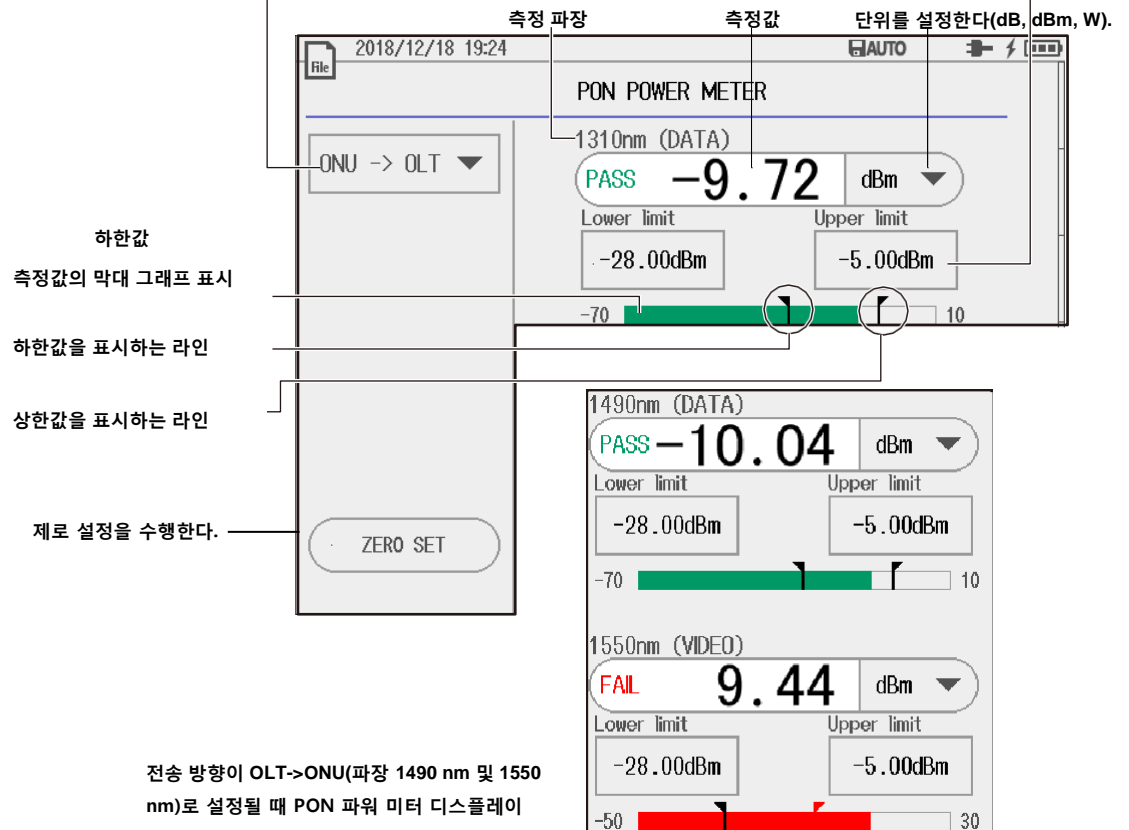 측정 파장
측정값
단위를 설정한다(dB, dBm, W).
File
2018/12/18 19:24
AUTO
PON POWER METER
ONU -> OLT
1310nm (DATA)
PASS -9.72 dBm
Lower limit Upper limit
-28.00dBm -5.00dBm
-70 10
하한값
측정값의 막대 그래프 표시
하한값을 표시하는 라인
상한값을 표시하는 라인
제로 설정을 수행한다.
ZERO SET
1490nm (DATA)
PASS -10.04 dBm
Lower limit Upper limit
-28.00dBm -5.00dBm
-70 10
1550nm (VIDEO)
FAIL 9.44 dBm
Lower limit Upper limit
-28.00dBm -5.00dBm
-50 30
전송 방향이 OLT->ONU(파장 1490 nm 및 1550
nm)로 설정될 때 PON 파워 미터 디스플레이